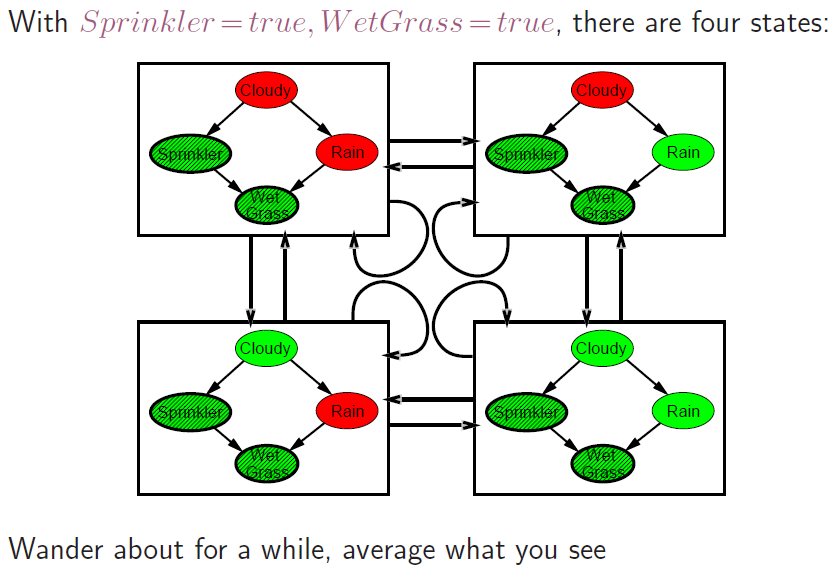 With Sprinkler = true, WetGrass = true, there are four states:
Cloudy
Sprinkler
Rain
Wet
Grass
Cloudy
Sprinkler
Rain
Wet
Grass
Cloudy
Sprinkler
Rain
Wet
Grass
Cloudy
Sprinkler
Rain
Wet
Grass
Wander about for a while, average what you see